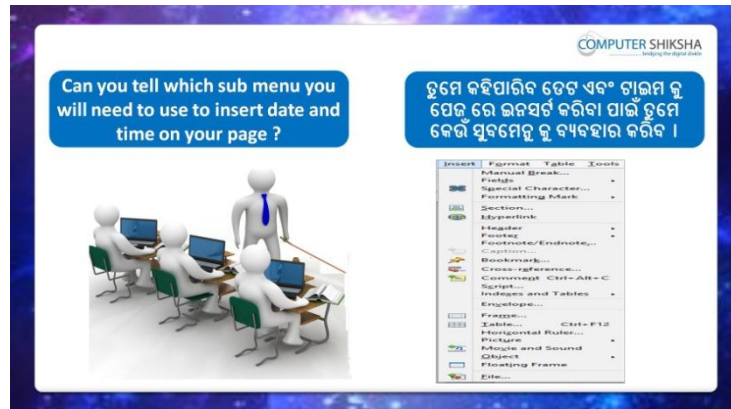 COMPUTER SHIKSHA
bridging the digital divide
Can you tell which sub menu you
will need to use to insert date and
time on your page ?
ତୁମେ କହିପାରିବ ଡେଟ ଏବଂ ଟାଇମ କୁ
ପେଜ ରେ ଇନସର୍ଟ କରିବା ପାଇଁ ତୁମେ
କେଉଁ ସୁବମେନୁ କୁ ବ୍ୟବହାର କରିବ ।
Insert Format Table Tools
Manual Break...
Fields
Special Character...
Formatting Mark
Section...
Hyperlink
Header
Footer
Footnote/Endnote...
Caption...
Bookmark...
Cross-reference...
Comment Ctrl+Alt+C
Script...
Indexes and Tables
Envelope...
Frame...
Table... Ctrl+F12
Horizontal Ruler...
Picture
Movie and Sound
Object
Floating Frame
File...